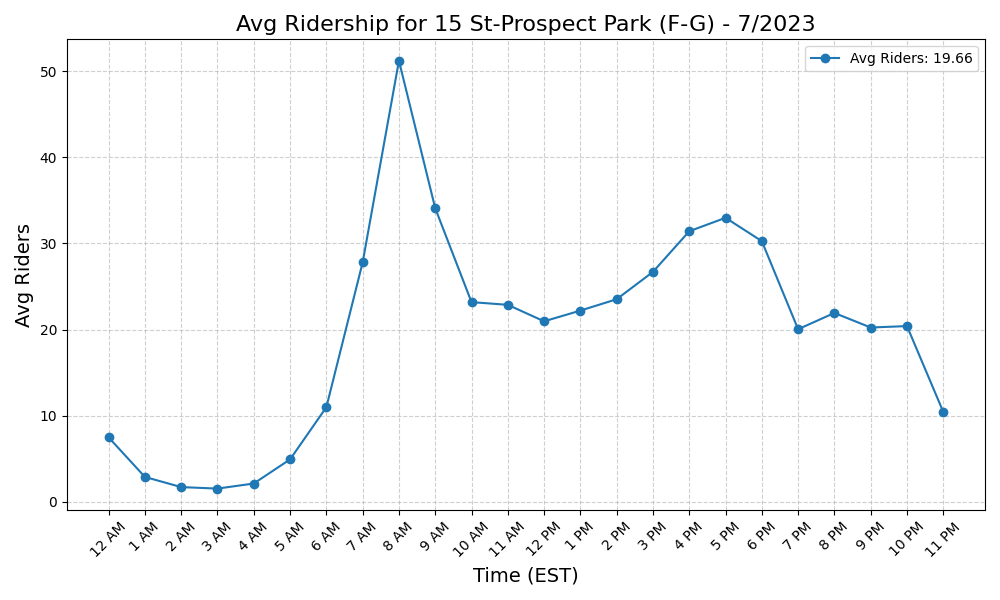 Avg Ridership for 15 St-Prospect Park (F-G) - 7/2023
Avg Riders: 19.66
Avg Riders
50
40
30
20
10
0
12 AM
1 AM
2 AM
3 AM
4 AM
5 AM
6 AM
7 AM
8 AM
9 AM
10 AM
11 AM
12 PM
1 PM
2 PM
3 PM
4 PM
5 PM
6 PM
7 PM
8 PM
9 PM
10 PM
11 PM
Time (EST)